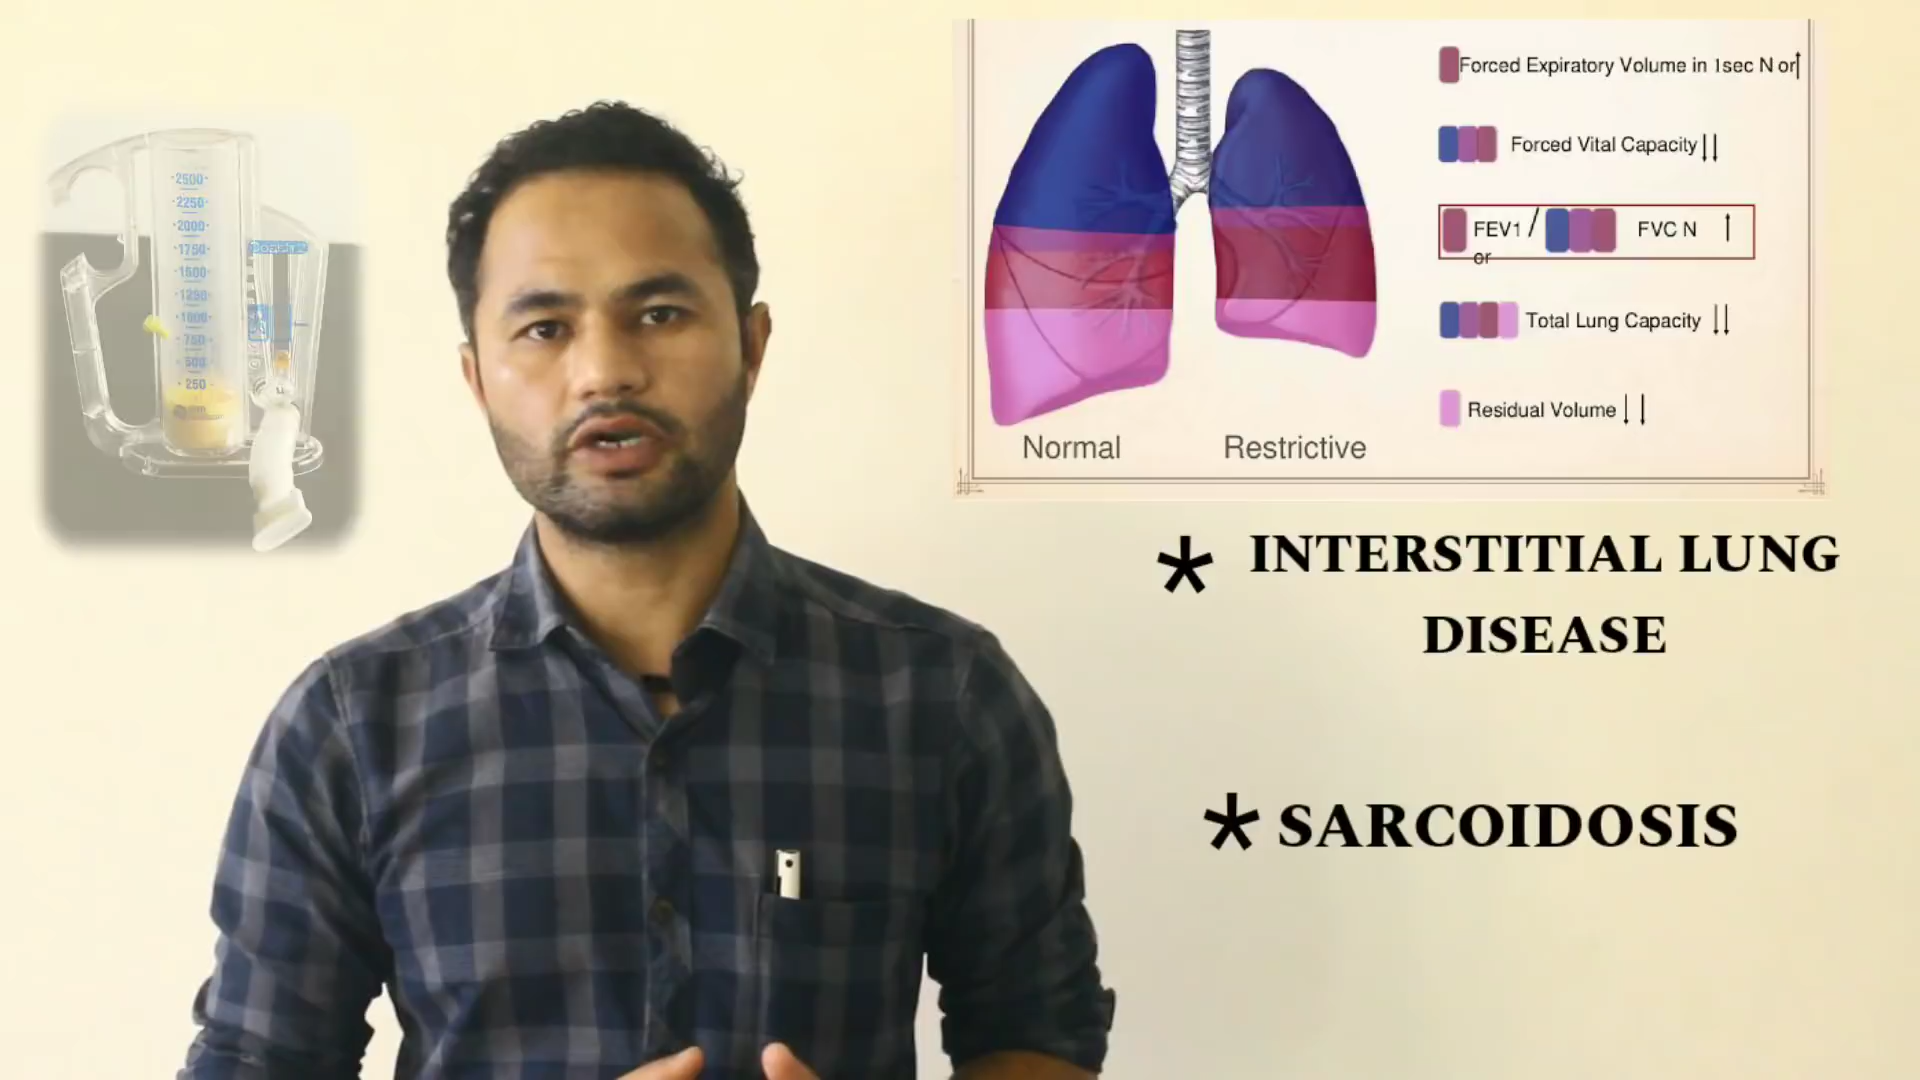 2500
2250
2000
1750
1500
1250
1000
750
500
250
Forced Expiratory Volume in 1sec N or↑
Forced Vital Capacity↓↓
FEV1 / FVC N ↑
or
Total Lung Capacity ↓↓
Residual Volume ↓↓
Normal Restrictive
* INTERSTITIAL LUNG
DISEASE
* SARCOIDOSIS